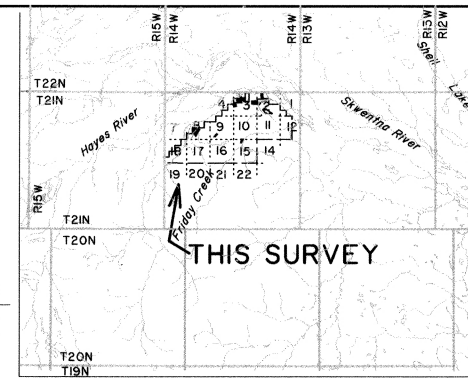 R15W
R14W
R14W
R13W
R13W
R12W
Shell
Lake
T22N
T21N
Hayes River
Skwentna River
4 3 2 1
7 8 9 10 11 12
18 17 16 15 14
19 20 21 22
R15W
Friday Creek
T21N
T20N
THIS SURVEY
T20N
T19N